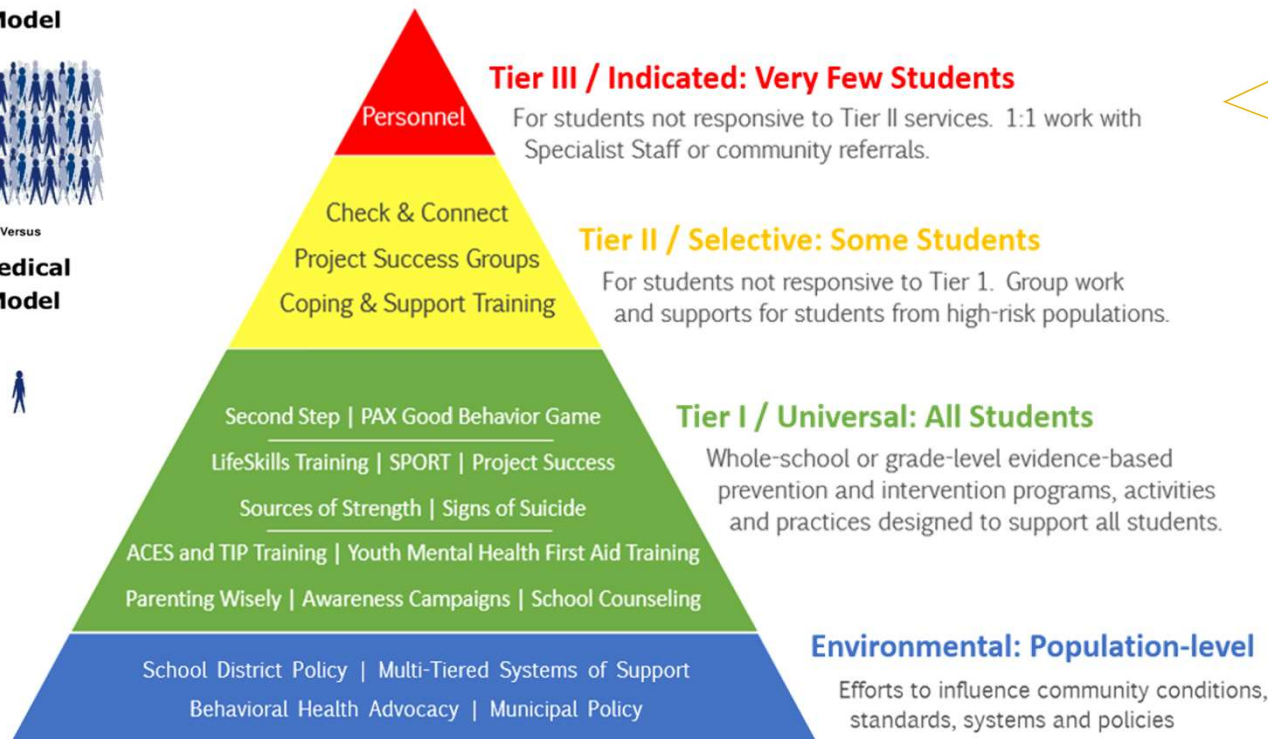 Model
Versus
edical
Model
Personnel
Tier III / Indicated: Very Few Students
For students not responsive to Tier II services. 1:1 work with
Specialist Staff or community referrals.
Check & Connect
Project Success Groups
Coping & Support Training
Tier II / Selective: Some Students
For students not responsive to Tier 1. Group work
and supports for students from high-risk populations.
Second Step | PAX Good Behavior Game
LifeSkills Training | SPORT | Project Success
Sources of Strength | Signs of Suicide
ACES and TIP Training | Youth Mental Health First Aid Training
Parenting Wisely | Awareness Campaigns | School Counseling
Tier I / Universal: All Students
Whole-school or grade-level evidence-based
prevention and intervention programs, activities
and practices designed to support all students.
School District Policy | Multi-Tiered Systems of Support
Behavioral Health Advocacy | Municipal Policy
Environmental: Population-level
Efforts to influence community conditions,
standards, systems and policies